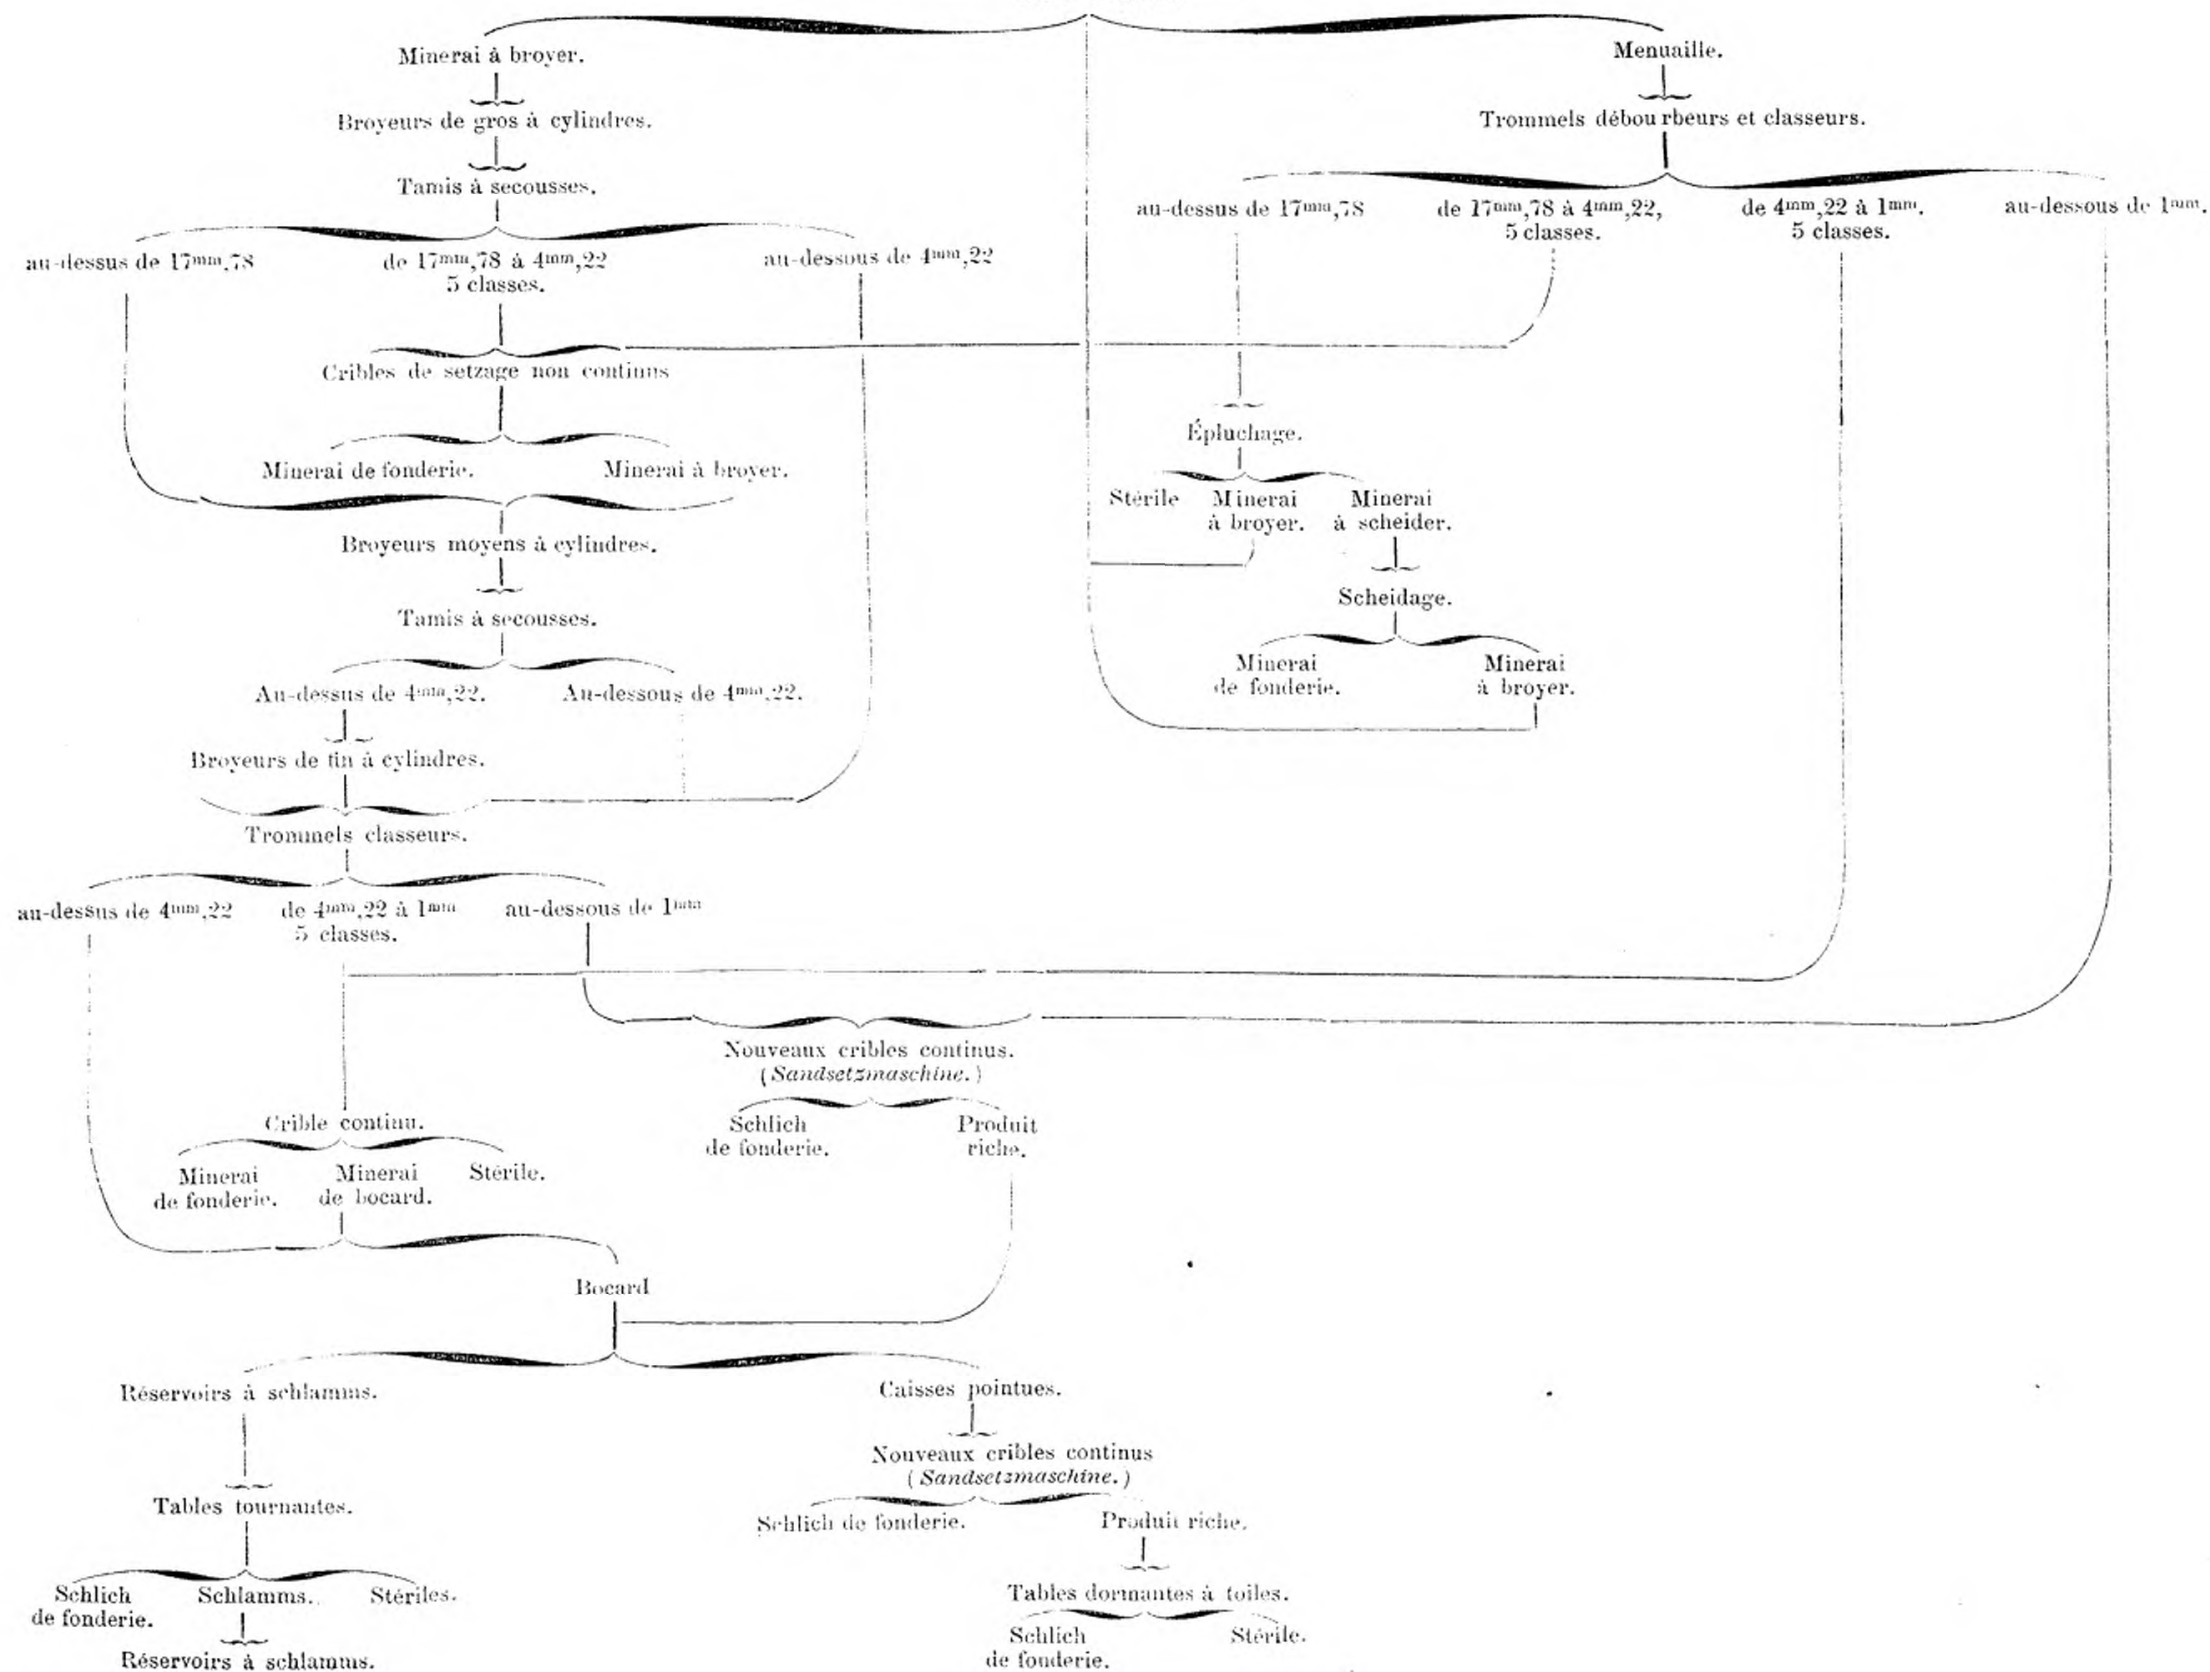 Minerai à broyer.
Menuaille.
Broyeurs de gros à cylindres.
Trommels débourbeurs et classeurs.
Tamis à secousses.
au-dessus de 17mm,78
de 17mm,78 à 4mm,22
5 classes.
au-dessous de 4mm,22
au-dessus de 17mm,78
de 17mm,78 à 4mm,22,
5 classes.
de 4mm,22 à 1mm.
5 classes.
au-dessous de 1mm.
Cribles de setzage non continus
Minerai de fonderie.
Minerai à broyer.
Épluchage.
Stérile
Minerai
à broyer.
Minerai
à scheider.
Broyeurs moyens à cylindres.
Scheidage.
Tamis à secousses.
Minerai
de fonderie.
Minerai
à broyer.
Au-dessus de 4mm,22.
Au-dessous de 4mm,22.
Broyeurs de fin à cylindres.
Trommels classeurs.
au-dessus de 4mm,22
de 4mm,22 à 1mm
5 classes.
au-dessous de 1mm
Nouveaux cribles continus.
(Sandsetzmaschine.)
Schlich
de fonderie.
Produit
riche.
Crible continu.
Minerai
de fonderie.
Minerai
de bocard.
Stérile.
Bocard
Réservoirs à schlamms.
Caisses pointues.
Nouveaux cribles continus
(Sandsetzmaschine.)
Tables tournantes.
Schlich de fonderie.
Produit riche.
Schlich
de fonderie.
Schlamms.
Stériles.
Tables dormantes à toiles.
Réservoirs à schlamms.
Schlich
de fonderie.
Stérile.